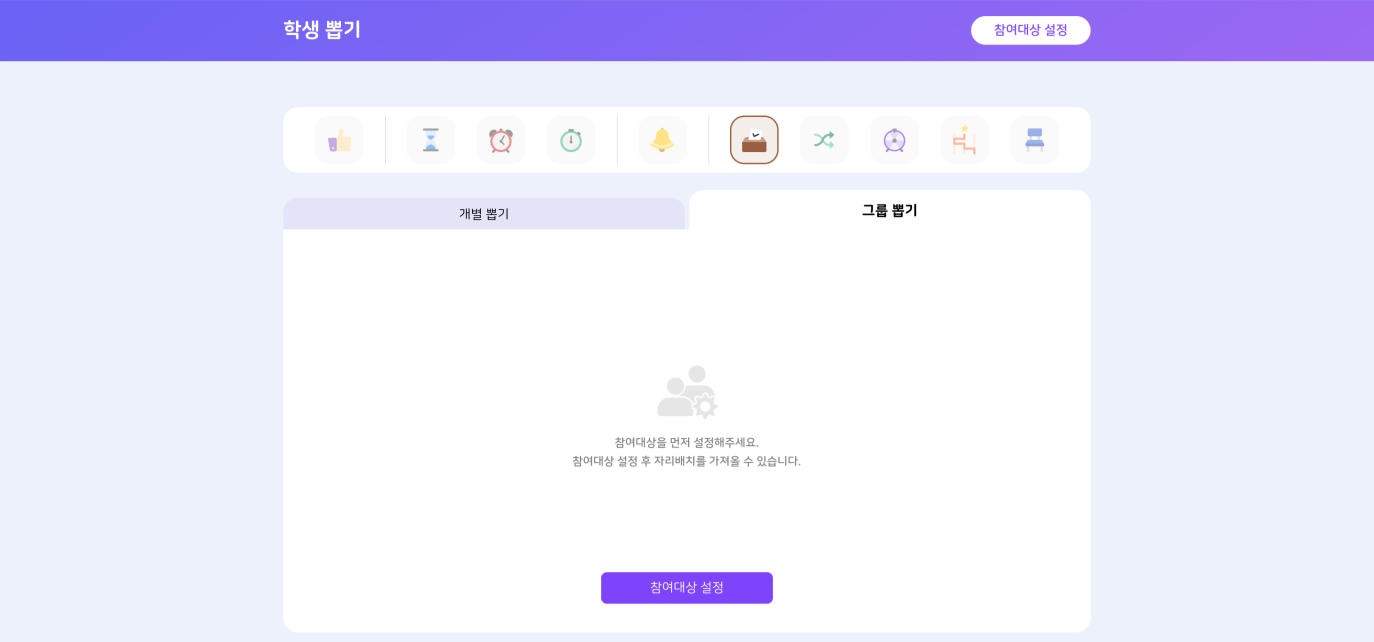 학생 뽑기
참여대상 설정
개별 뽑기
그룹 뽑기
참여대상을 먼저 설정해주세요.
참여대상 설정 후 자리배치를 가져올 수 있습니다.
참여대상 설정